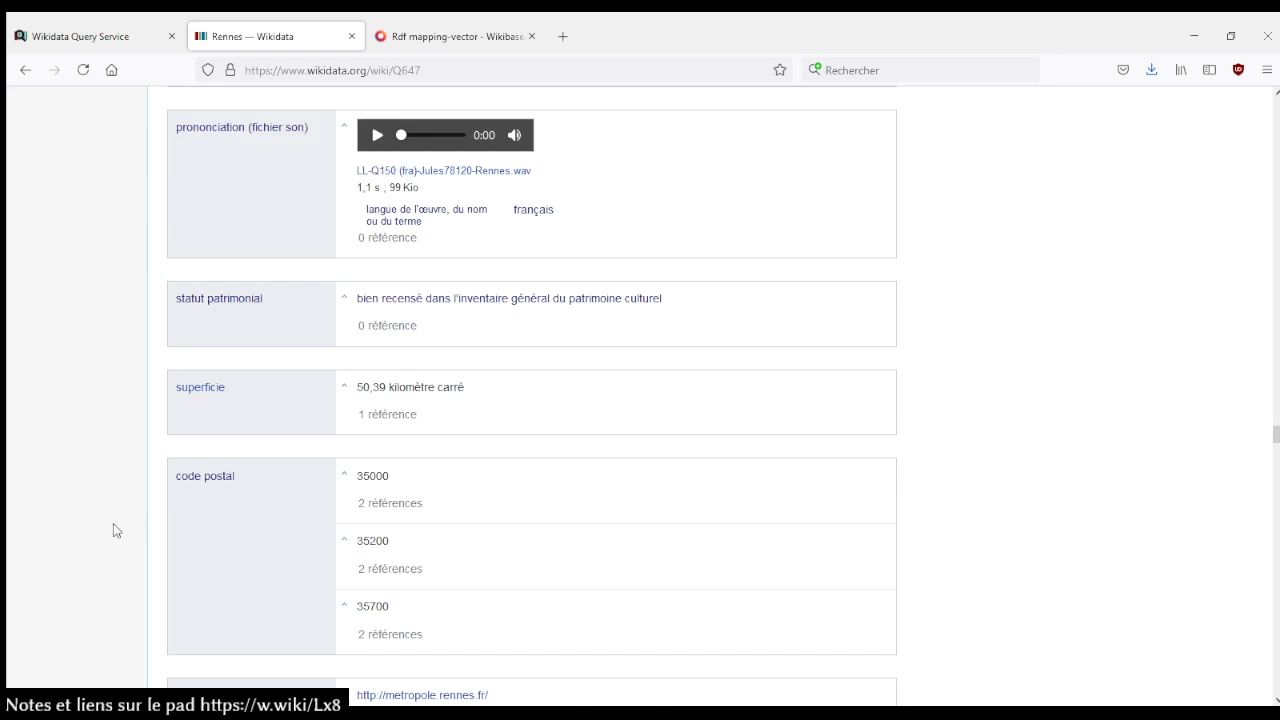 Wikidata Query Service
Rennes — Wikidata
Rdf mapping-vector - Wikibase
https://www.wikidata.org/wiki/Q647
Rechercher
prononciation (fichier son)
0:00
LL-Q150 (fra)-Jules78120-Rennes.wav
1,1 s ; 99 Kio
langue de l'œuvre, du nom
ou du terme
français
0 référence
statut patrimonial
bien recensé dans l'inventaire général du patrimoine culturel
0 référence
superficie
50,39 kilomètre carré
1 référence
code postal
35000
2 références
35200
2 références
35700
2 références
http://metropole.rennes.fr/
Notes et liens sur le pad https://w.wiki/Lx8